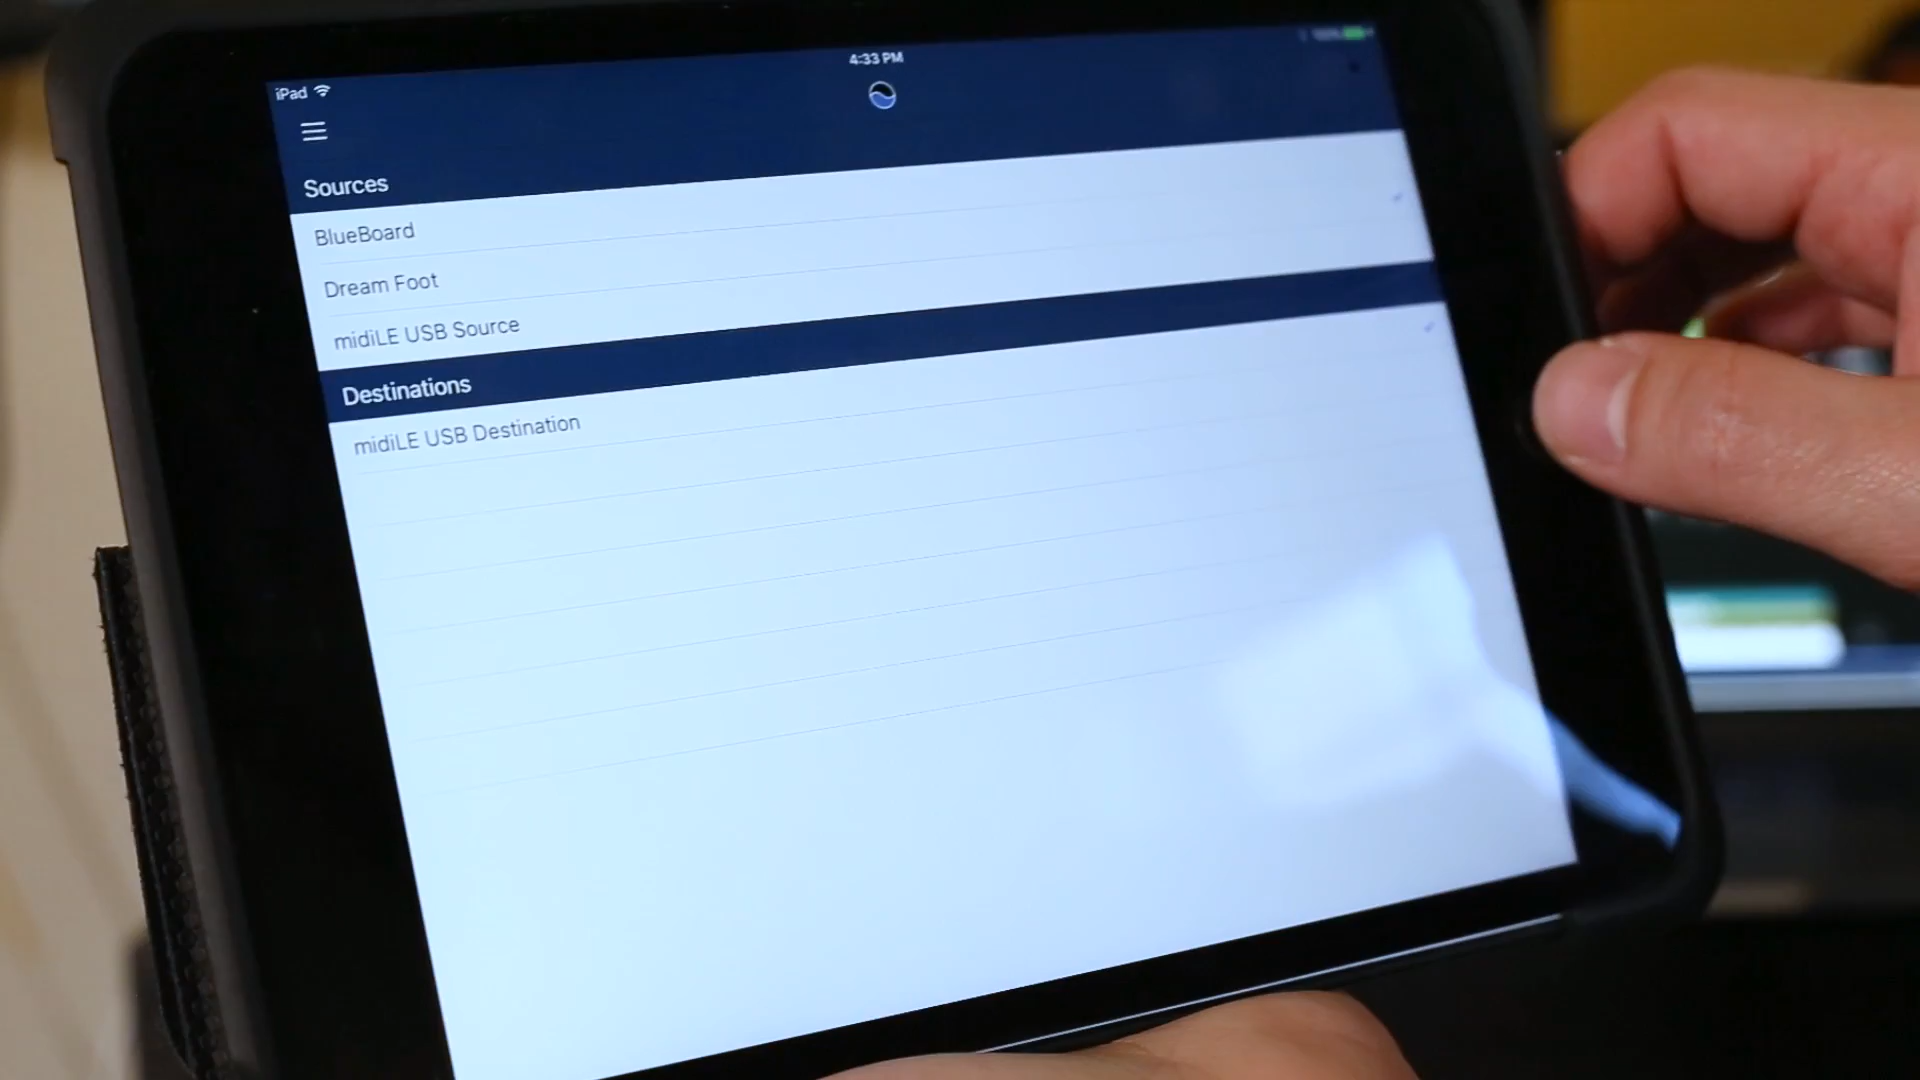 4:33 PM
iPad
Sources
BlueBoard
Dream Foot
midiLE USB Source
Destinations
midiLE USB Destination